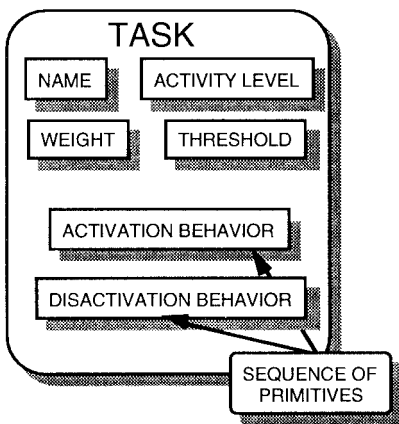 TASK
NAME ACTIVITY LEVEL
WEIGHT THRESHOLD
ACTIVATION BEHAVIOR
DISACTIVATION BEHAVIOR
SEQUENCE OF
PRIMITIVES